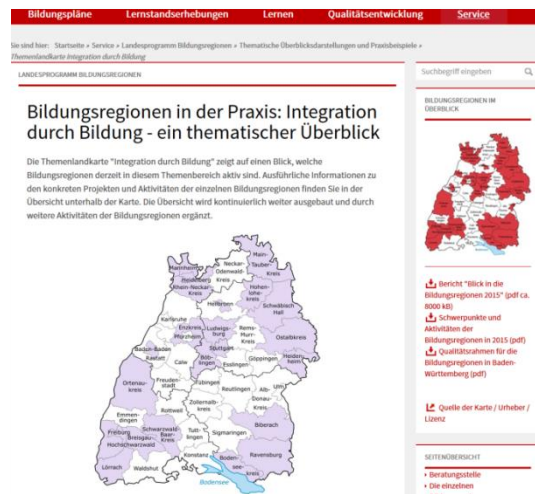 Bildungspläne Lernstandserhebungen Lernen Qualitätsentwicklung Service
Sie sind hier: Startseite » Service » Landesprogramm Bildungsregionen » Thematische Überblicksdarstellungen und Praxisbeispiele »
Themenlandkarte Integration durch Bildung
LANDESPROGRAMM BILDUNGSREGIONEN
Bildungsregionen in der Praxis: Integration
durch Bildung - ein thematischer Überblick
Die Themenlandkarte "Integration durch Bildung" zeigt auf einen Blick, welche
Bildungsregionen derzeit in diesem Themenbereich aktiv sind. Ausführliche Informationen zu
den konkreten Projekten und Aktivitäten der einzelnen Bildungsregionen finden Sie in der
Übersicht unterhalb der Karte. Die Übersicht wird kontinuierlich weiter ausgebaut und durch
weitere Aktivitäten der Bildungsregionen ergänzt.
Main-
Tauber-
Kreis
Neckar-
Odenwald-
Kreis
Mannheim
Heidelberg
Rhein-Neckar-
Kreis
Hohen-
lohe-
kreis
Heilbronn
Schwäbisch
Hall
Karlsruhe
Enzkreis
Pforzheim
Ludwigs-
burg
Rems-
Murr-
Kreis
Ostalbkreis
Stuttgart
Baden-Baden
Rastatt
Calw
Böb-
lingen
Esslingen
Göppingen
Heiden-
heim
Ortenau-
kreis
Freuden-
stadt
Tübingen
Reutlingen
Alb-
Donau-
Kreis
Ulm
Zollernalb-
kreis
Emmen-
dingen
Rottweil
Biberach
Freiburg
Schwarzwald-
Baar-
Kreis
Tutt-
lingen
Sigmaringen
Breisgau-
Hochschwarzwald
Konstanz
Boden-
see-
kreis
Ravensburg
Lörrach
Waldshut
Bodensee
Suchbegriff eingeben
BILDUNGSREGIONEN IM
ÜBERBLICK
Bericht "Blick in die
Bildungsregionen 2015" (pdf ca.
8000 kB)
Schwerpunkte und
Aktivitäten der
Bildungsregionen in 2015 (pdf)
Qualitätsrahmen für die
Bildungsregionen in Baden-
Württemberg (pdf)
Quelle der Karte / Urheber /
Lizenz
SEITENÜBERSICHT
Beratungsstelle
Die einzelnen